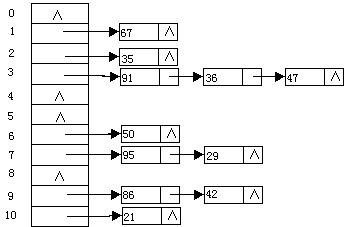 0 ∧
1 67 ∧
2 35 ∧
3 91 36 47 ∧
4 ∧
5 ∧
6 50 ∧
7 95 29 ∧
8 ∧
9 86 42 ∧
10 21 ∧